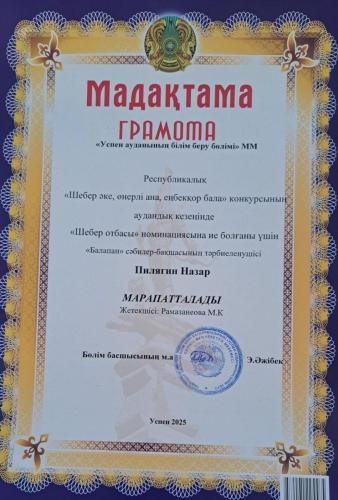 Мадақтама
ГРАМОТА
«Успен ауданының білім беру бөлімі» ММ
Республикалық
«Шебер әке, өнерлі ана, еңбекқор бала» конкурсының
аудандық кезеңінде
«Шебер отбасы» номинациясына ие болғаны үшін
«Балапан» сәбилер-бақшасының тәрбиеленушісі
Пилягин Назар
МАРАПАТТАЛАДЫ
Жетекшісі: Рамазанеова М.К
Бөлім басшысының м.а Э.Әжібек
Успен 2025